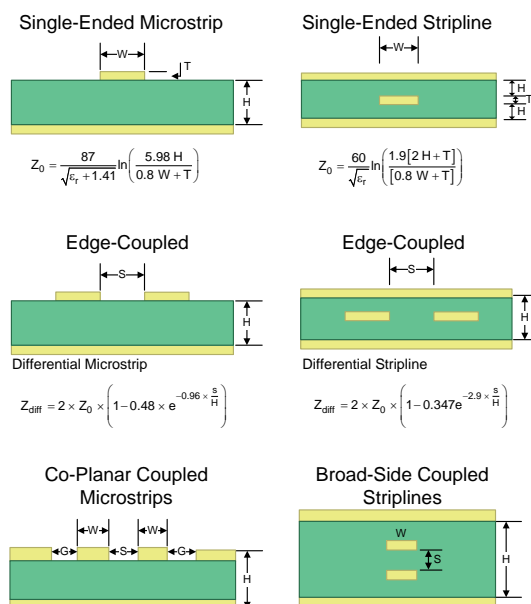 Single-Ended Microstrip
W
T
H
Z0 = 87 / √(εr + 1.41) ln(5.98 H / 0.8 W + T)
Single-Ended Stripline
W
H
T
H
Z0 = 60 / √εr ln(1.9[2 H + T] / [0.8 W + T])
Edge-Coupled
S
H
Differential Microstrip
Zdiff = 2 × Z0 × (1 − 0.48 × e^(−0.96 × s/H))
Edge-Coupled
S
H
Differential Stripline
Zdiff = 2 × Z0 × (1 − 0.347e^(−2.9 × s/H))
Co-Planar Coupled
Microstrips
W
W
G
S
G
H
Broad-Side Coupled
Striplines
W
S
H